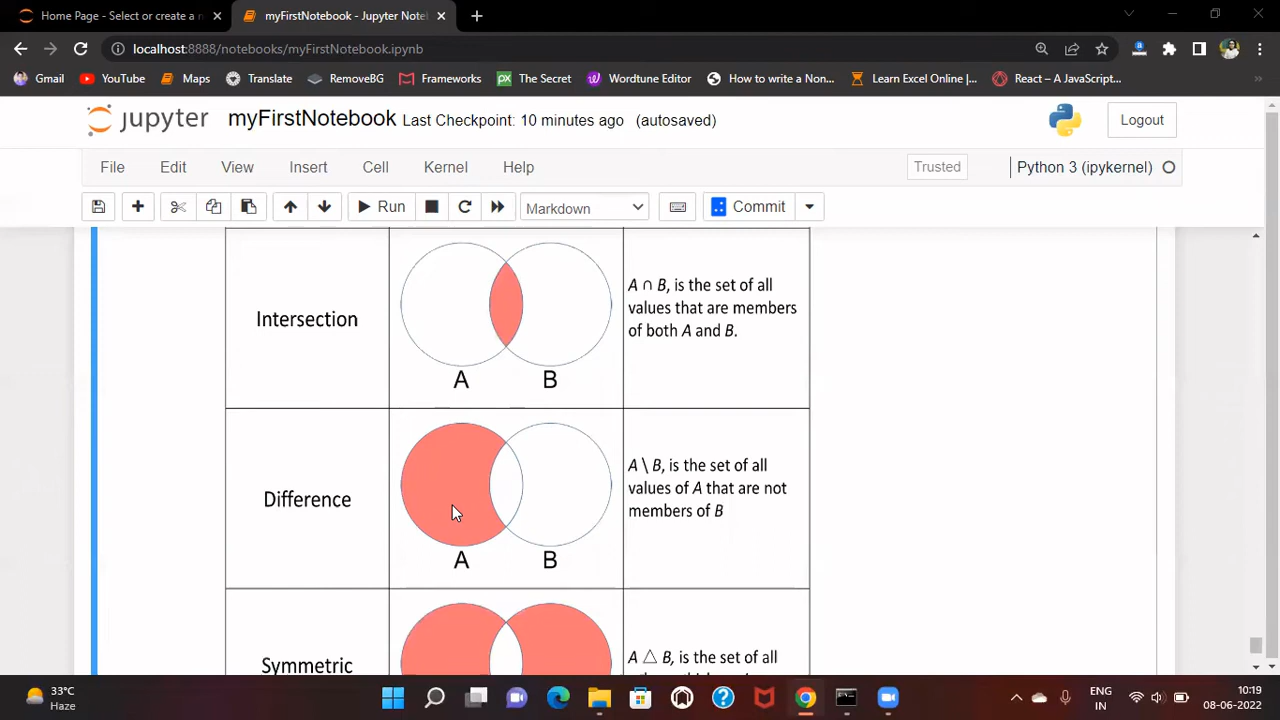 Home Page - Select or create a n
myFirstNotebook - Jupyter Note
localhost:8888/notebooks/myFirstNotebook.ipynb
Gmail YouTube Maps Translate RemoveBG Frameworks The Secret Wordtune Editor How to write a Non... Learn Excel Online |... React – A JavaScript... »
jupyter myFirstNotebook Last Checkpoint: 10 minutes ago (autosaved) Logout
File Edit View Insert Cell Kernel Help Trusted Python 3 (ipykernel)
Run Markdown Commit
Intersection
A B
A ∩ B, is the set of all
values that are members
of both A and B.
Difference
A B
A \ B, is the set of all
values of A that are not
members of B
Symmetric
A △ B, is the set of all
33°C
Haze
ENG
IN
10:19
08-06-2022